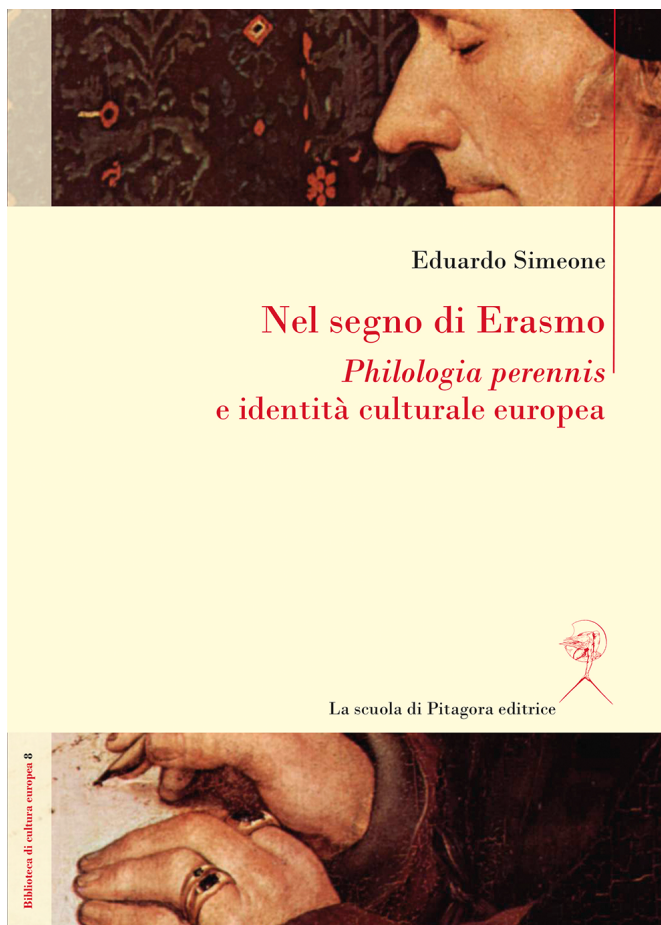 Eduardo Simeone
Nel segno di Erasmo
Philologia perennis
e identità culturale europea
La scuola di Pitagora editrice
Biblioteca di cultura europea 8